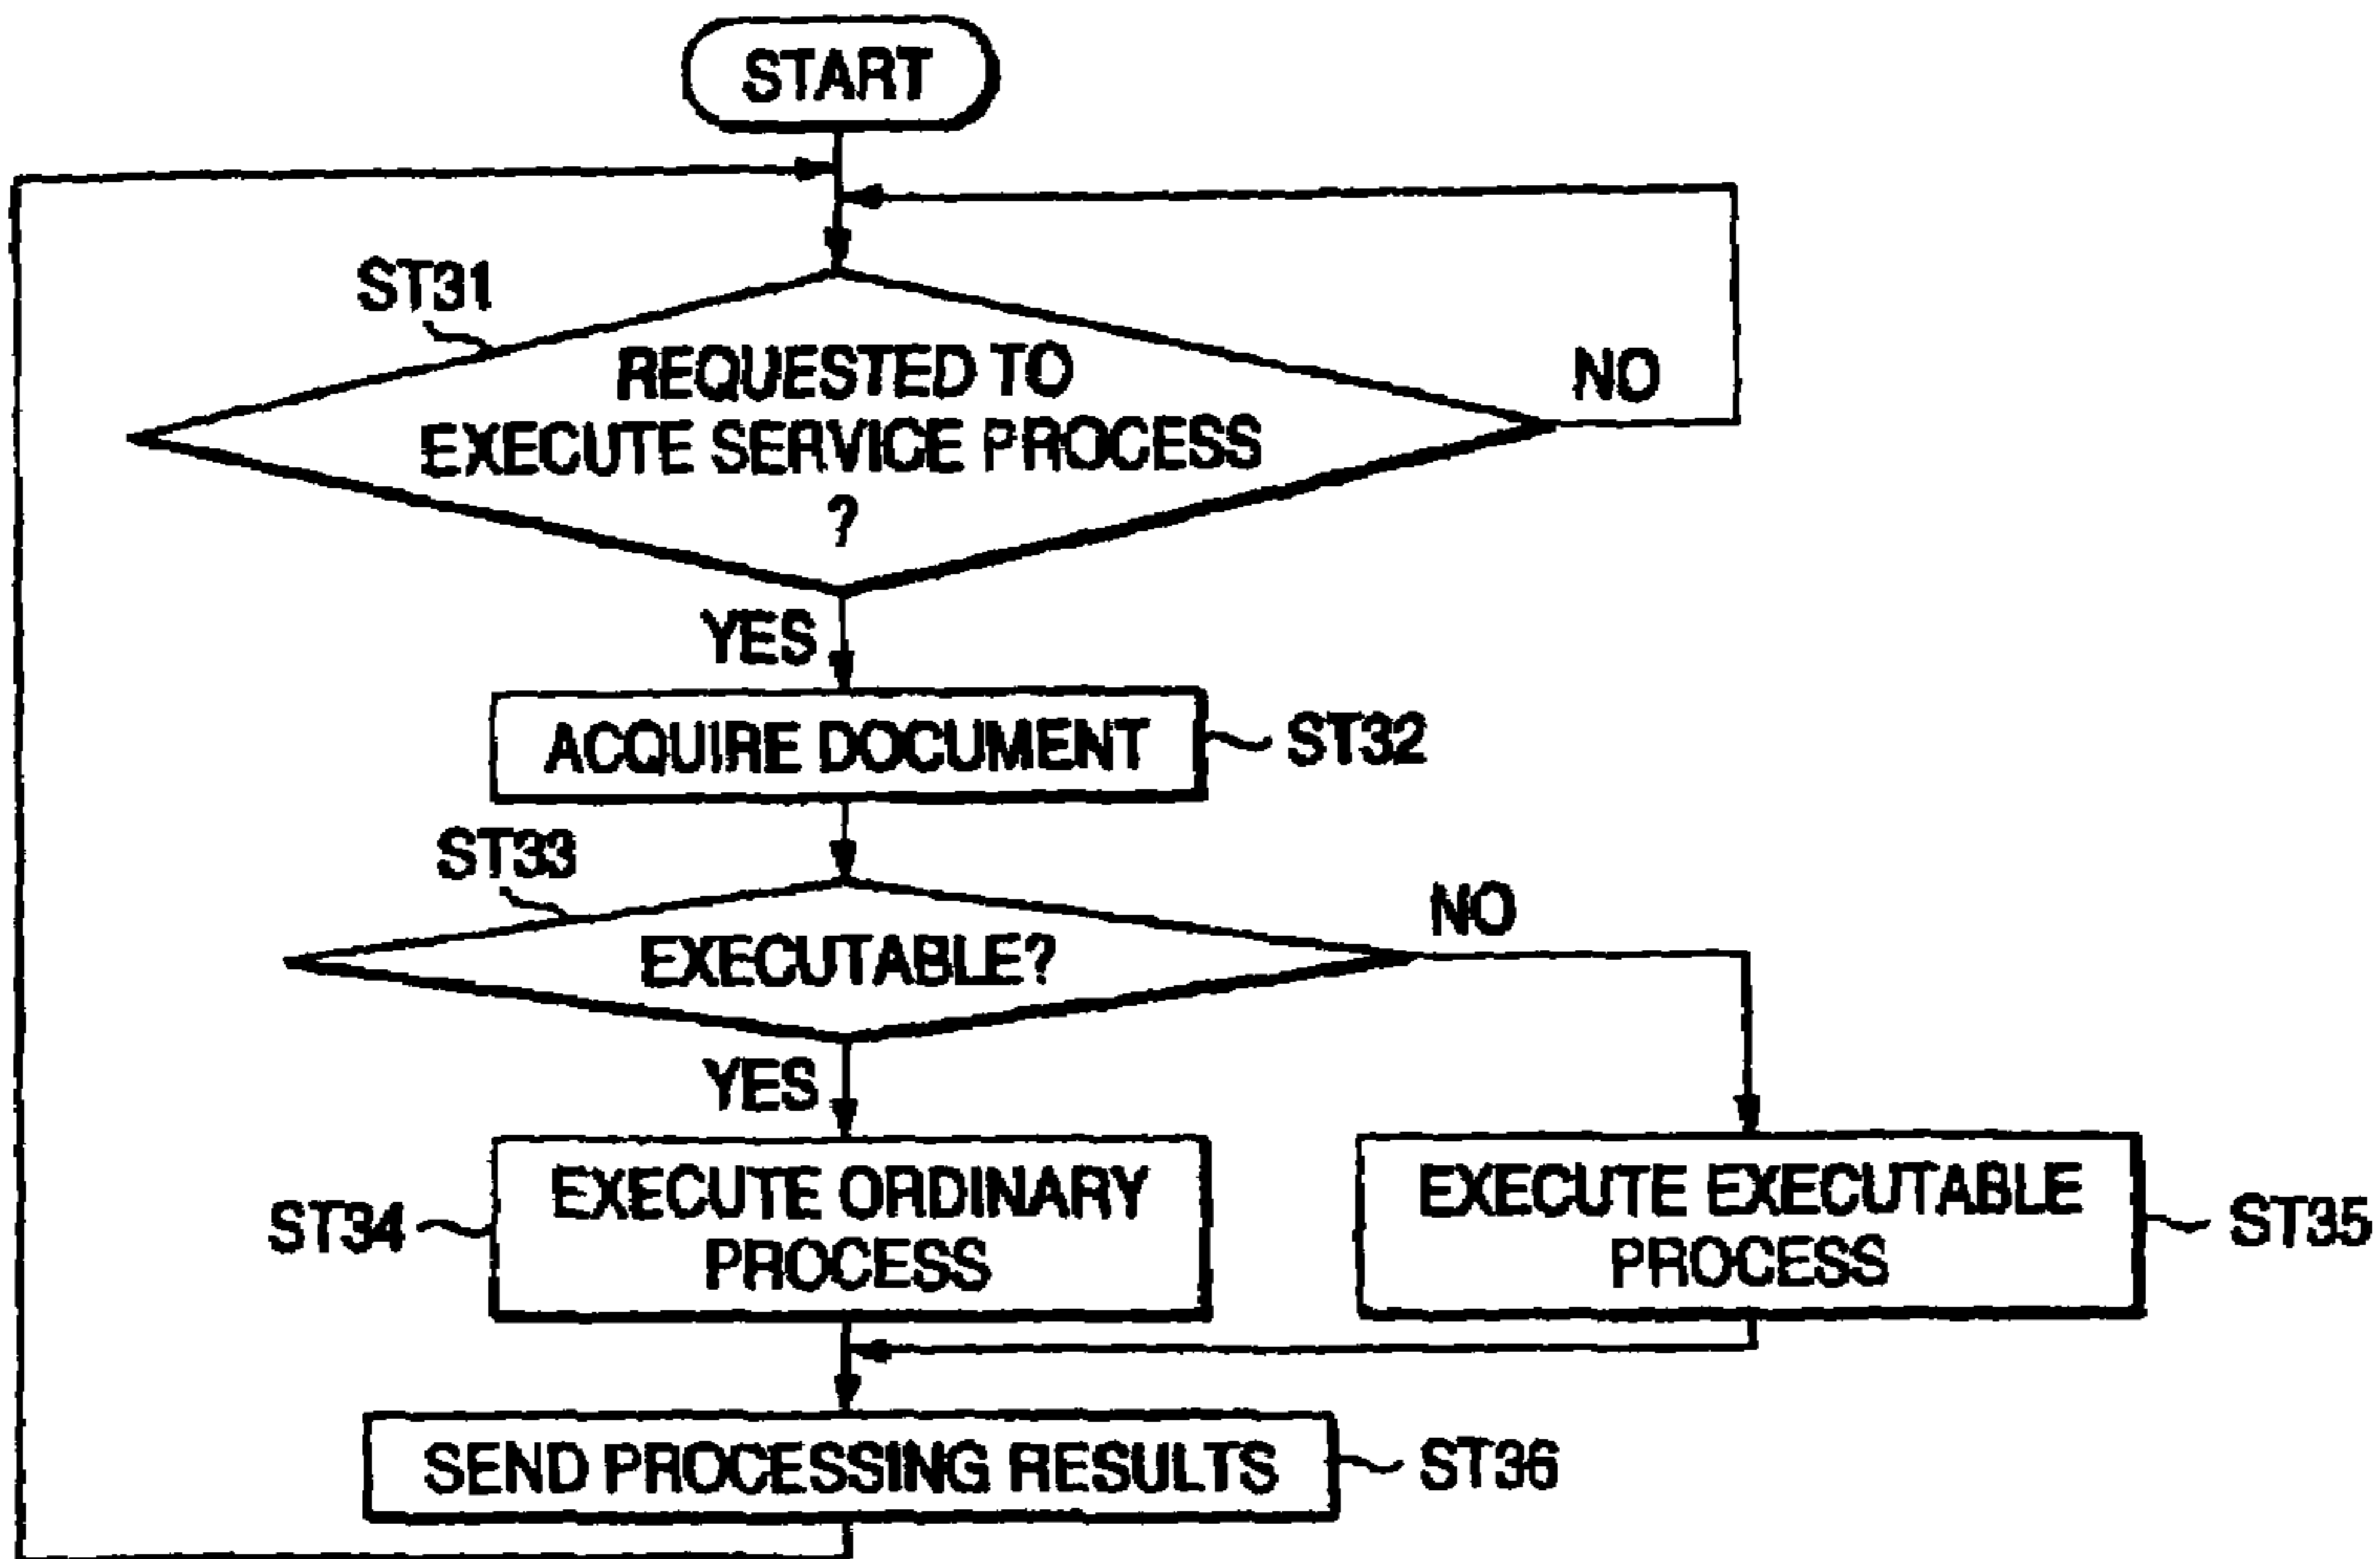 START
ST31
REQUESTED TO
EXECUTE SERVICE PROCESS
?
NO
YES
ACQUIRE DOCUMENT
ST32
ST33
EXECUTABLE?
NO
YES
ST34
EXECUTE ORDINARY
PROCESS
EXECUTE EXECUTABLE
PROCESS
ST35
SEND PROCESSING RESULTS
ST36